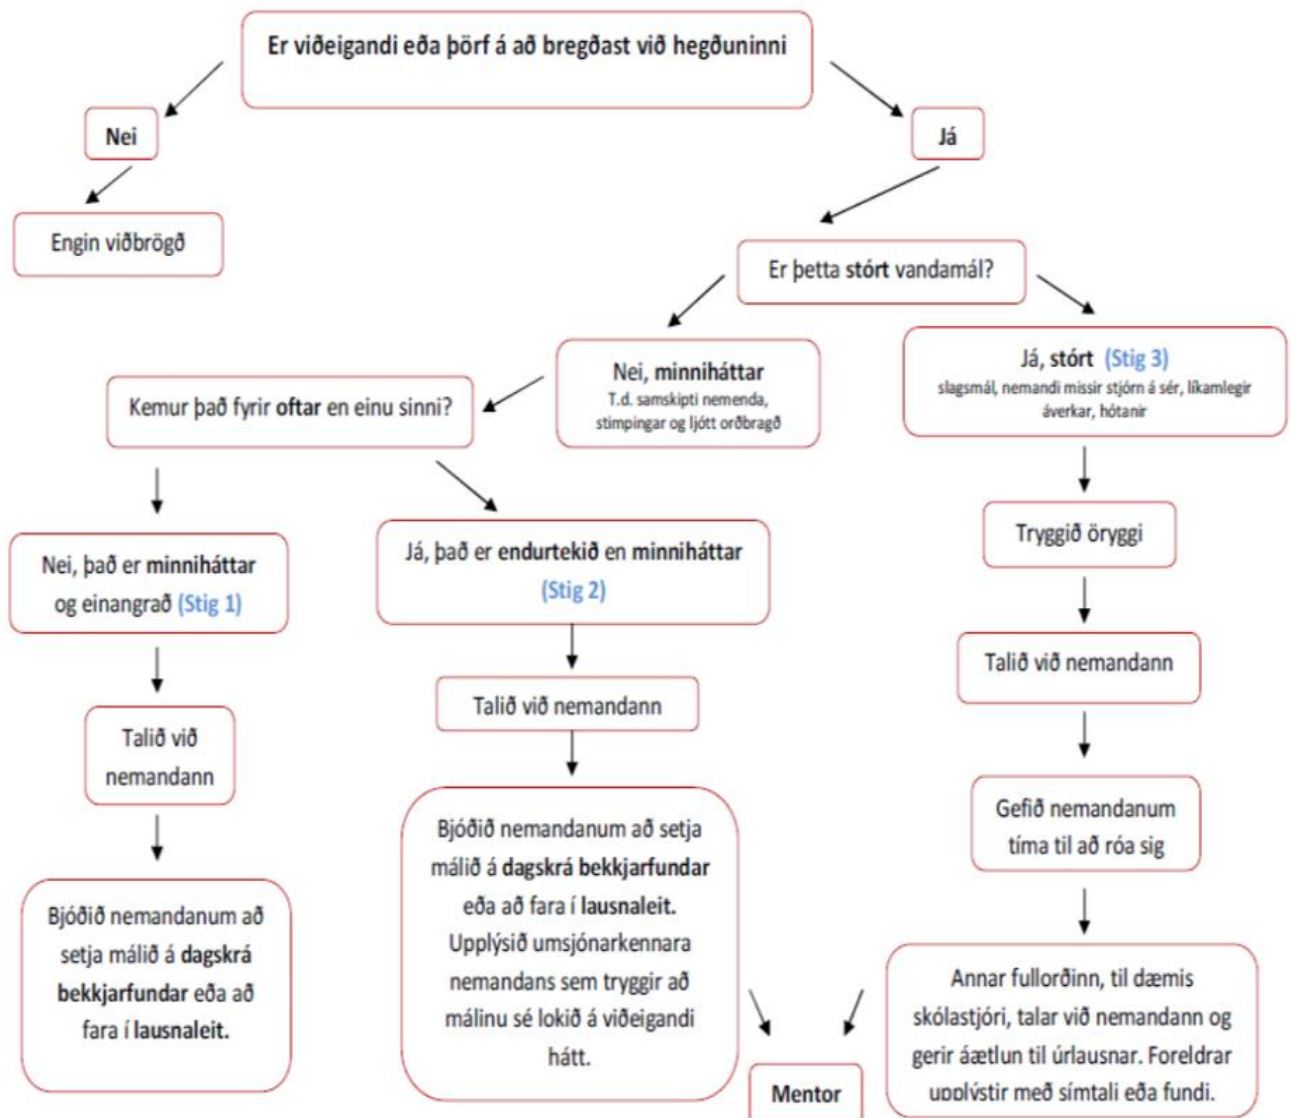 Er viðeigandi eða þörf á að bregðast við hegðuninni
Nei
Já
Engin viðbrögð
Er þetta stórt vandamál?
Nei, minniháttar
T.d. samskipti nemenda,
stimpingar og ljótt orðbragð
Já, stórt (Stig 3)
slagsmál, nemandi missir stjórn á sér, líkamlegir
áverkar, hótanir
Kemur það fyrir oftar en einu sinni?
Nei, það er minniháttar
og einangrað (Stig 1)
Já, það er endurtekið en minniháttar
(Stig 2)
Tryggið öryggi
Talið við nemandann
Talið við
nemandann
Talið við nemandann
Gefið nemandanum
tíma til að róa sig
Bjóðið nemandanum að
setja málið á dagskrá
bekkjarfundar eða að
fara í lausnaleit.
Bjóðið nemandanum að setja
málið á dagskrá bekkjarfundar
eða að fara í lausnaleit.
Upplýsið umsjónarkennara
nemandans sem tryggir að
málinu sé lokið á viðeigandi
hátt.
Annar fullorðinn, til dæmis
skólastjóri, talar við nemandann og
gerir áætlun til úrlausnar. Foreldrar
upplýstir með símtali eða fundi.
Mentor